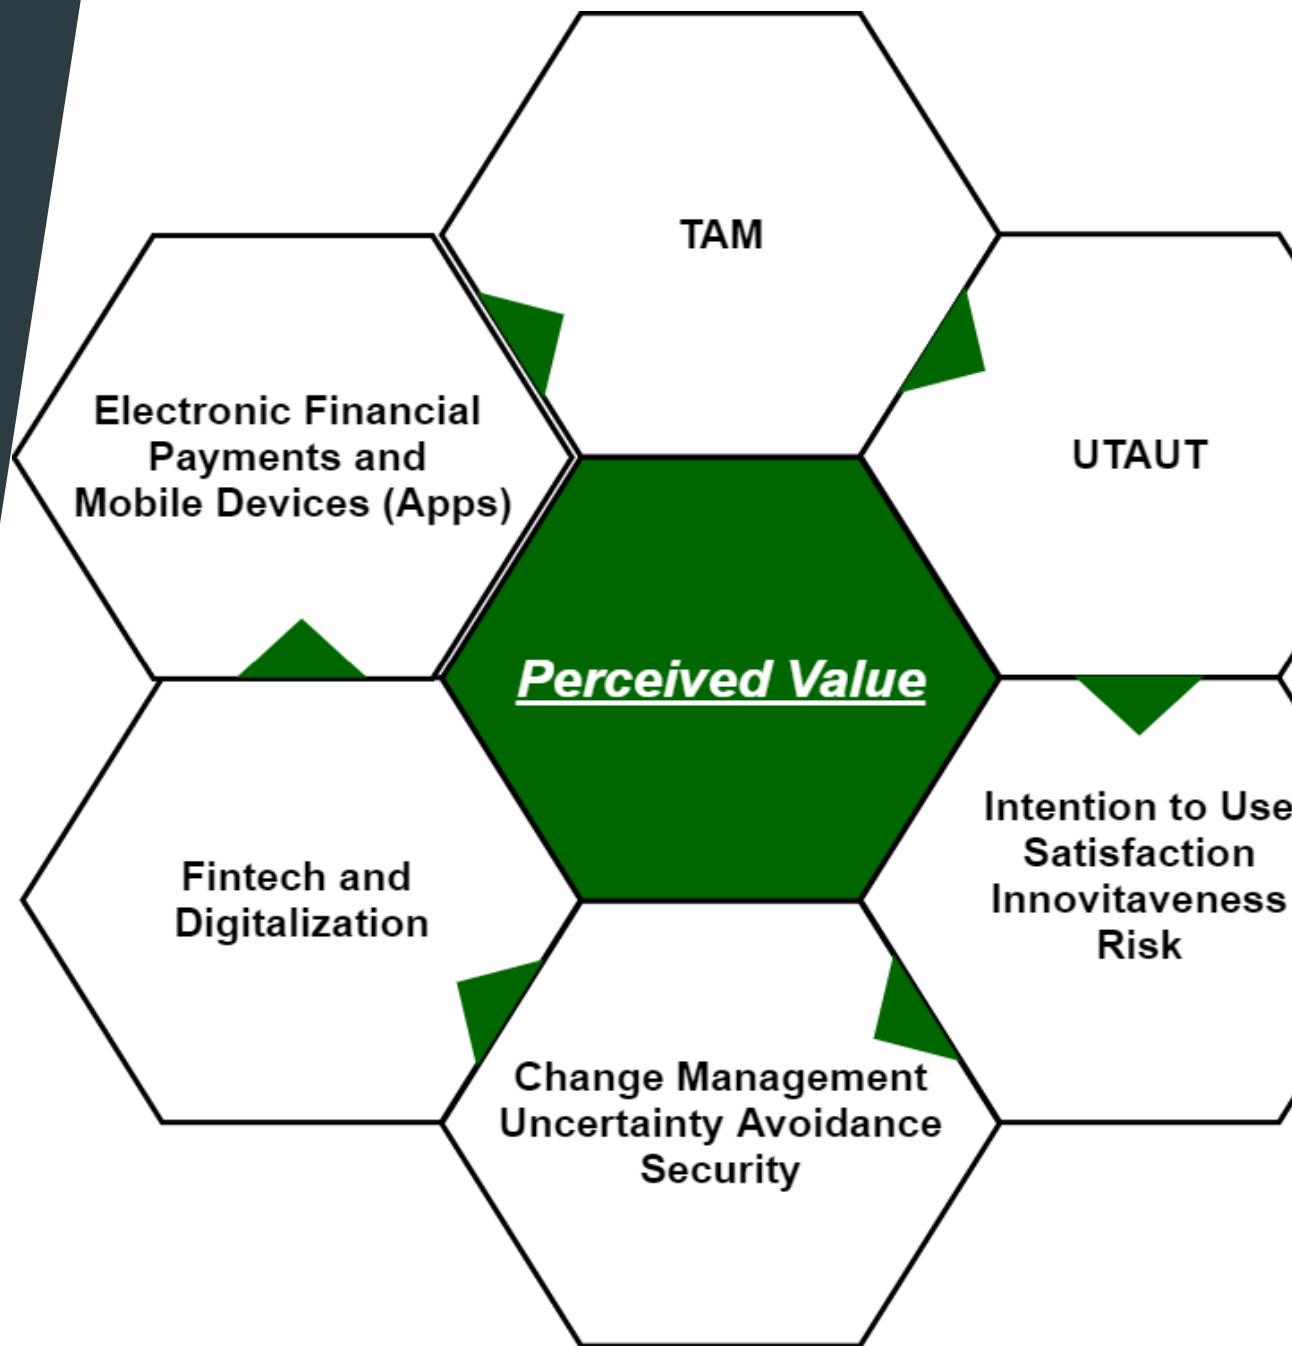 TAM
UTAUT
Electronic Financial
Payments and
Mobile Devices (Apps)
Perceived Value
Intention to Use
Satisfaction
Innovitaveness
Risk
Fintech and
Digitalization
Change Management
Uncertainty Avoidance
Security